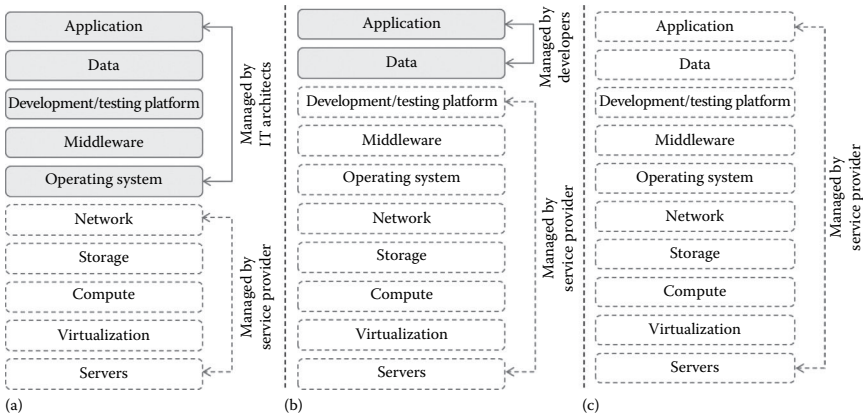 Application
Data
Development/testing platform
Middleware
Operating system
Network
Storage
Compute
Virtualization
Servers
Managed by
IT architects
Managed by
service provider
(a)
Application
Data
Development/testing platform
Middleware
Operating system
Network
Storage
Compute
Virtualization
Servers
Managed by
developers
Managed by
service provider
(b)
Application
Data
Development/testing platform
Middleware
Operating system
Network
Storage
Compute
Virtualization
Servers
Managed by
service provider
(c)